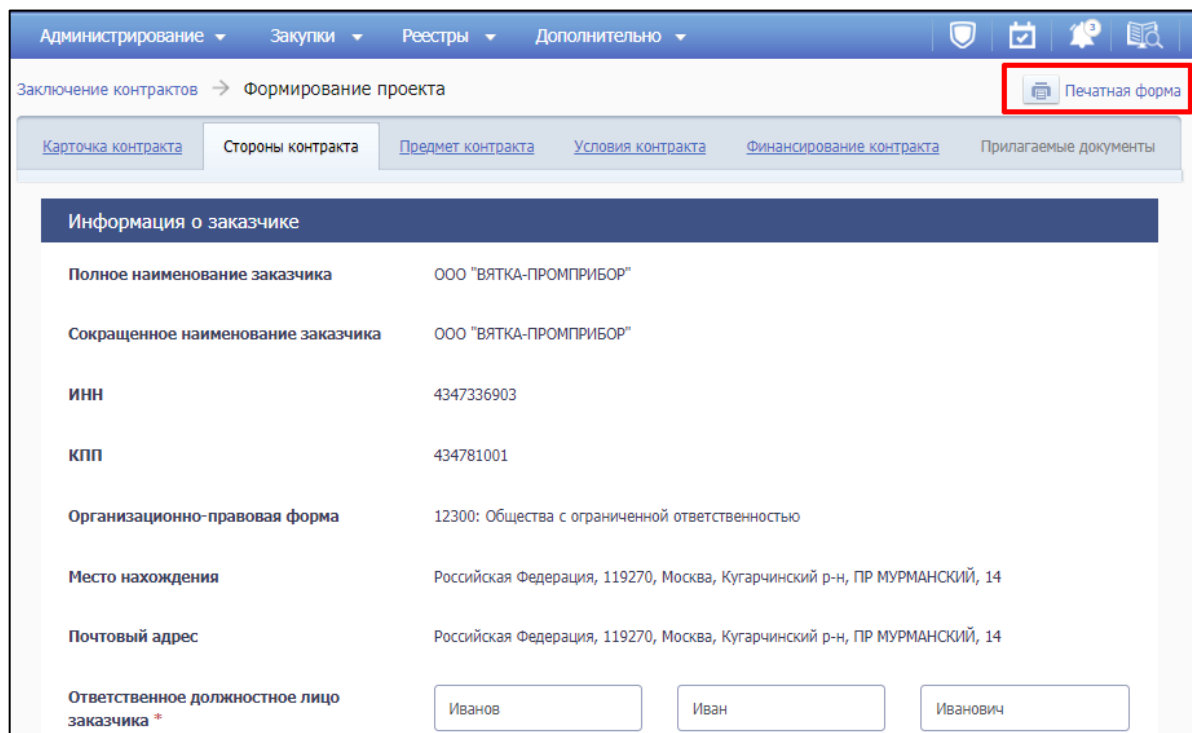 Администрирование Закупки Реестры Дополнительно 3
Заключение контрактов → Формирование проекта Печатная форма
Карточка контракта Стороны контракта Предмет контракта Условия контракта Финансирование контракта Прилагаемые документы
Информация о заказчике
Полное наименование заказчика ООО "ВЯТКА-ПРОМПРИБОР"
Сокращенное наименование заказчика ООО "ВЯТКА-ПРОМПРИБОР"
ИНН 4347336903
КПП 434781001
Организационно-правовая форма 12300: Общества с ограниченной ответственностью
Место нахождения Российская Федерация, 119270, Москва, Кугарчинский р-н, ПР МУРМАНСКИЙ, 14
Почтовый адрес Российская Федерация, 119270, Москва, Кугарчинский р-н, ПР МУРМАНСКИЙ, 14
Ответственное должностное лицо
заказчика * Иванов Иван Иванович